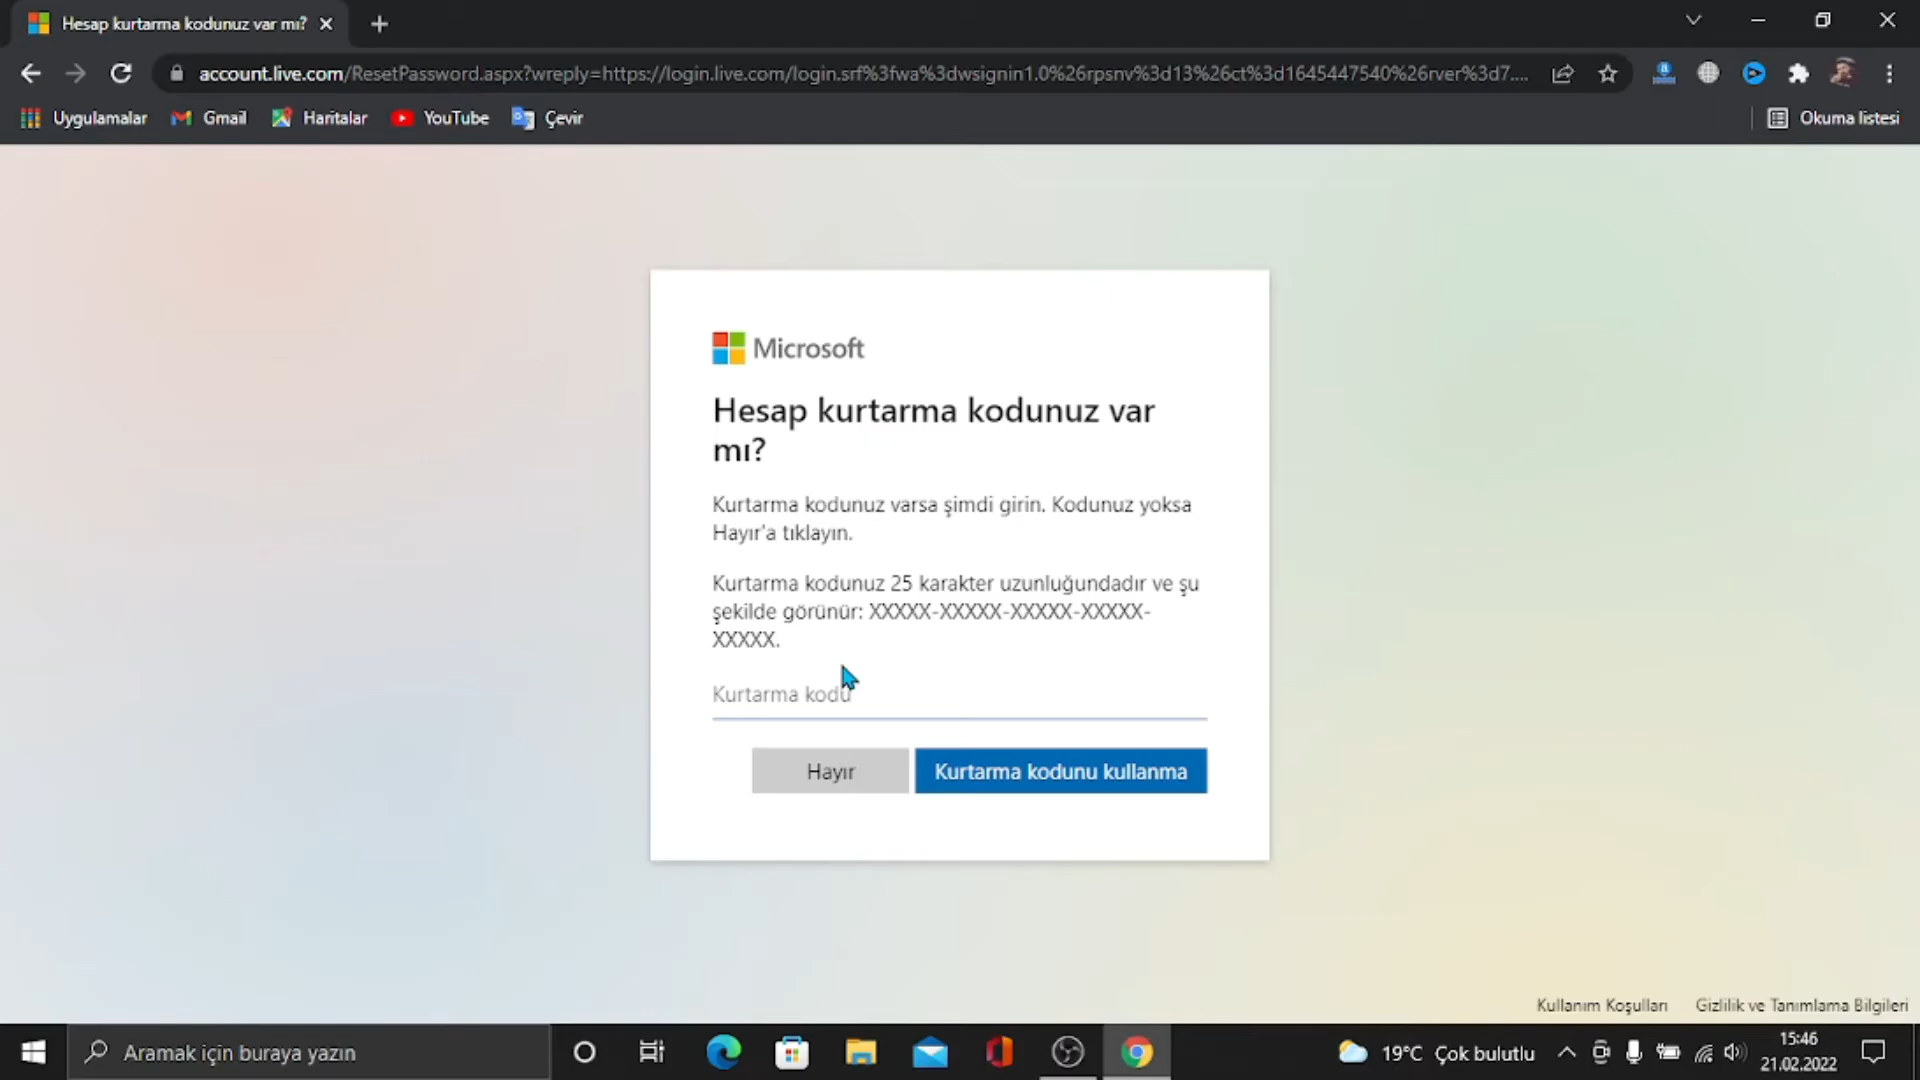 Hesap kurtarma kodunuz var mı?
account.live.com/ResetPassword.aspx?wreply=https://login.live.com/login.srf%3fwa%3dwsignin1.0%26rpsnv%3d13%26ct%3d1645447540%26rver%3d7....
Uygulamalar Gmail Haritalar YouTube Çevir Okuma listesi
Microsoft
Hesap kurtarma kodunuz var
mı?
Kurtarma kodunuz varsa şimdi girin. Kodunuz yoksa
Hayır'a tıklayın.
Kurtarma kodunuz 25 karakter uzunluğundadır ve şu
şekilde görünür: XXXXX-XXXXX-XXXXX-XXXXX-
XXXXX.
Kurtarma kodu
Hayır Kurtarma kodunu kullanma
Kullanım Koşulları Gizlilik ve Tanımlama Bilgileri
Aramak için buraya yazın
19°C Çok bulutlu
15:46
21.02.2022